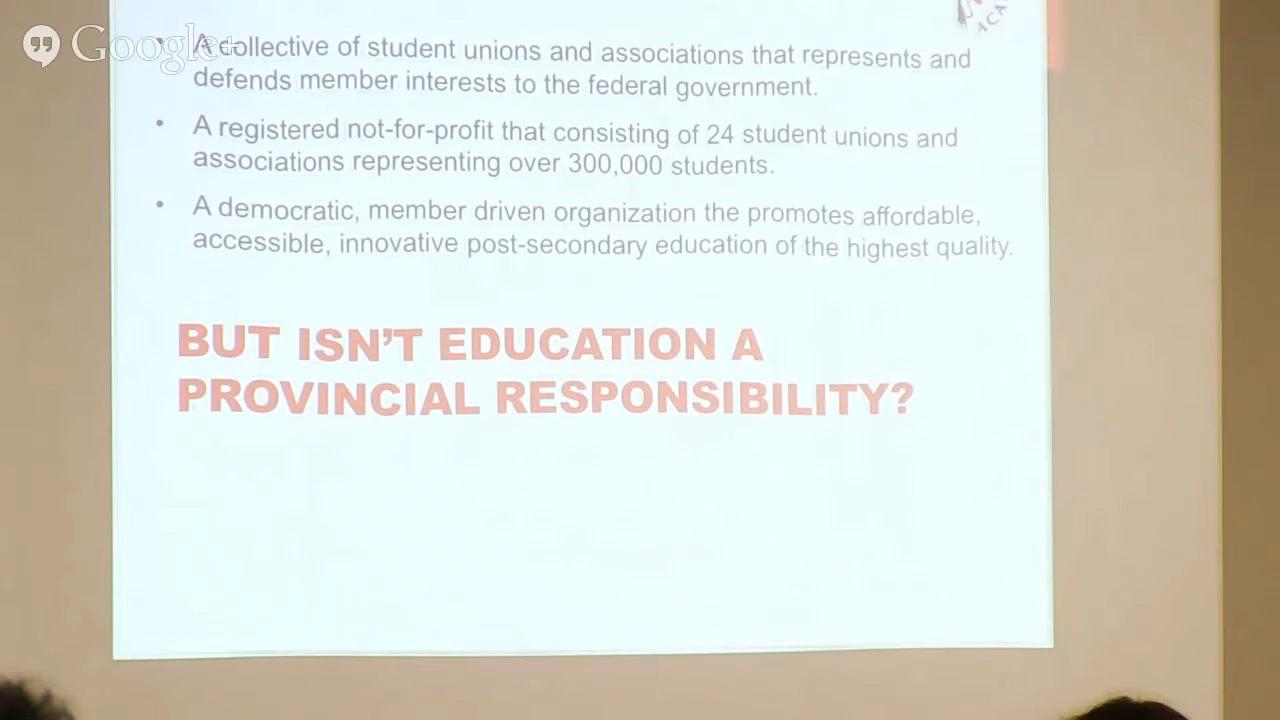 Google+
ACA
• A collective of student unions and associations that represents and
defends member interests to the federal government.
• A registered not-for-profit that consisting of 24 student unions and
associations representing over 300,000 students.
• A democratic, member driven organization the promotes affordable,
accessible, innovative post-secondary education of the highest quality.
BUT ISN'T EDUCATION A
PROVINCIAL RESPONSIBILITY?